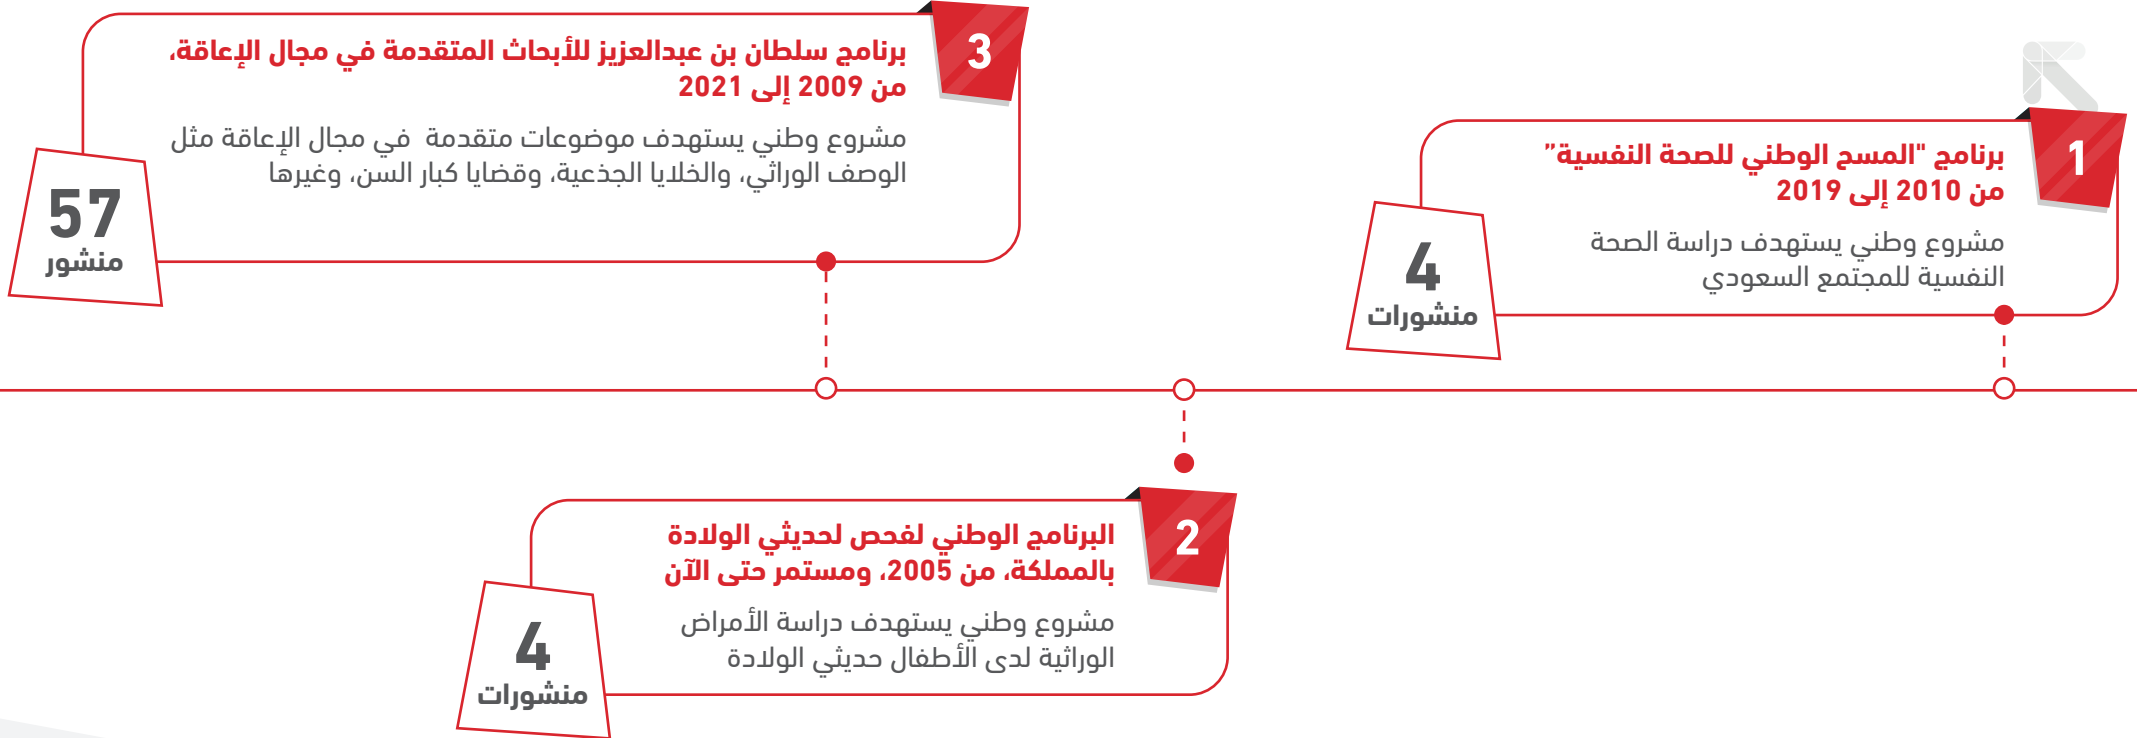 1
برنامج "المسح الوطني للصحة النفسية”
من 2010 إلى 2019
مشروع وطني يستهدف دراسة الصحة
النفسية للمجتمع السعودي
4
منشورات
2
البرنامج الوطني لفحص لحديثي الولادة
بالمملكة، من 2005، ومستمر حتى الآن
مشروع وطني يستهدف دراسة الأمراض
الوراثية لدى الأطفال حديثي الولادة
4
منشورات
3
برنامج سلطان بن عبدالعزيز للأبحاث المتقدمة في مجال الإعاقة،
من 2009 إلى 2021
مشروع وطني يستهدف موضوعات متقدمة  في مجال الإعاقة مثل
الوصف الوراثي، والخلايا الجذعية، وقضايا كبار السن، وغيرها
57
منشور